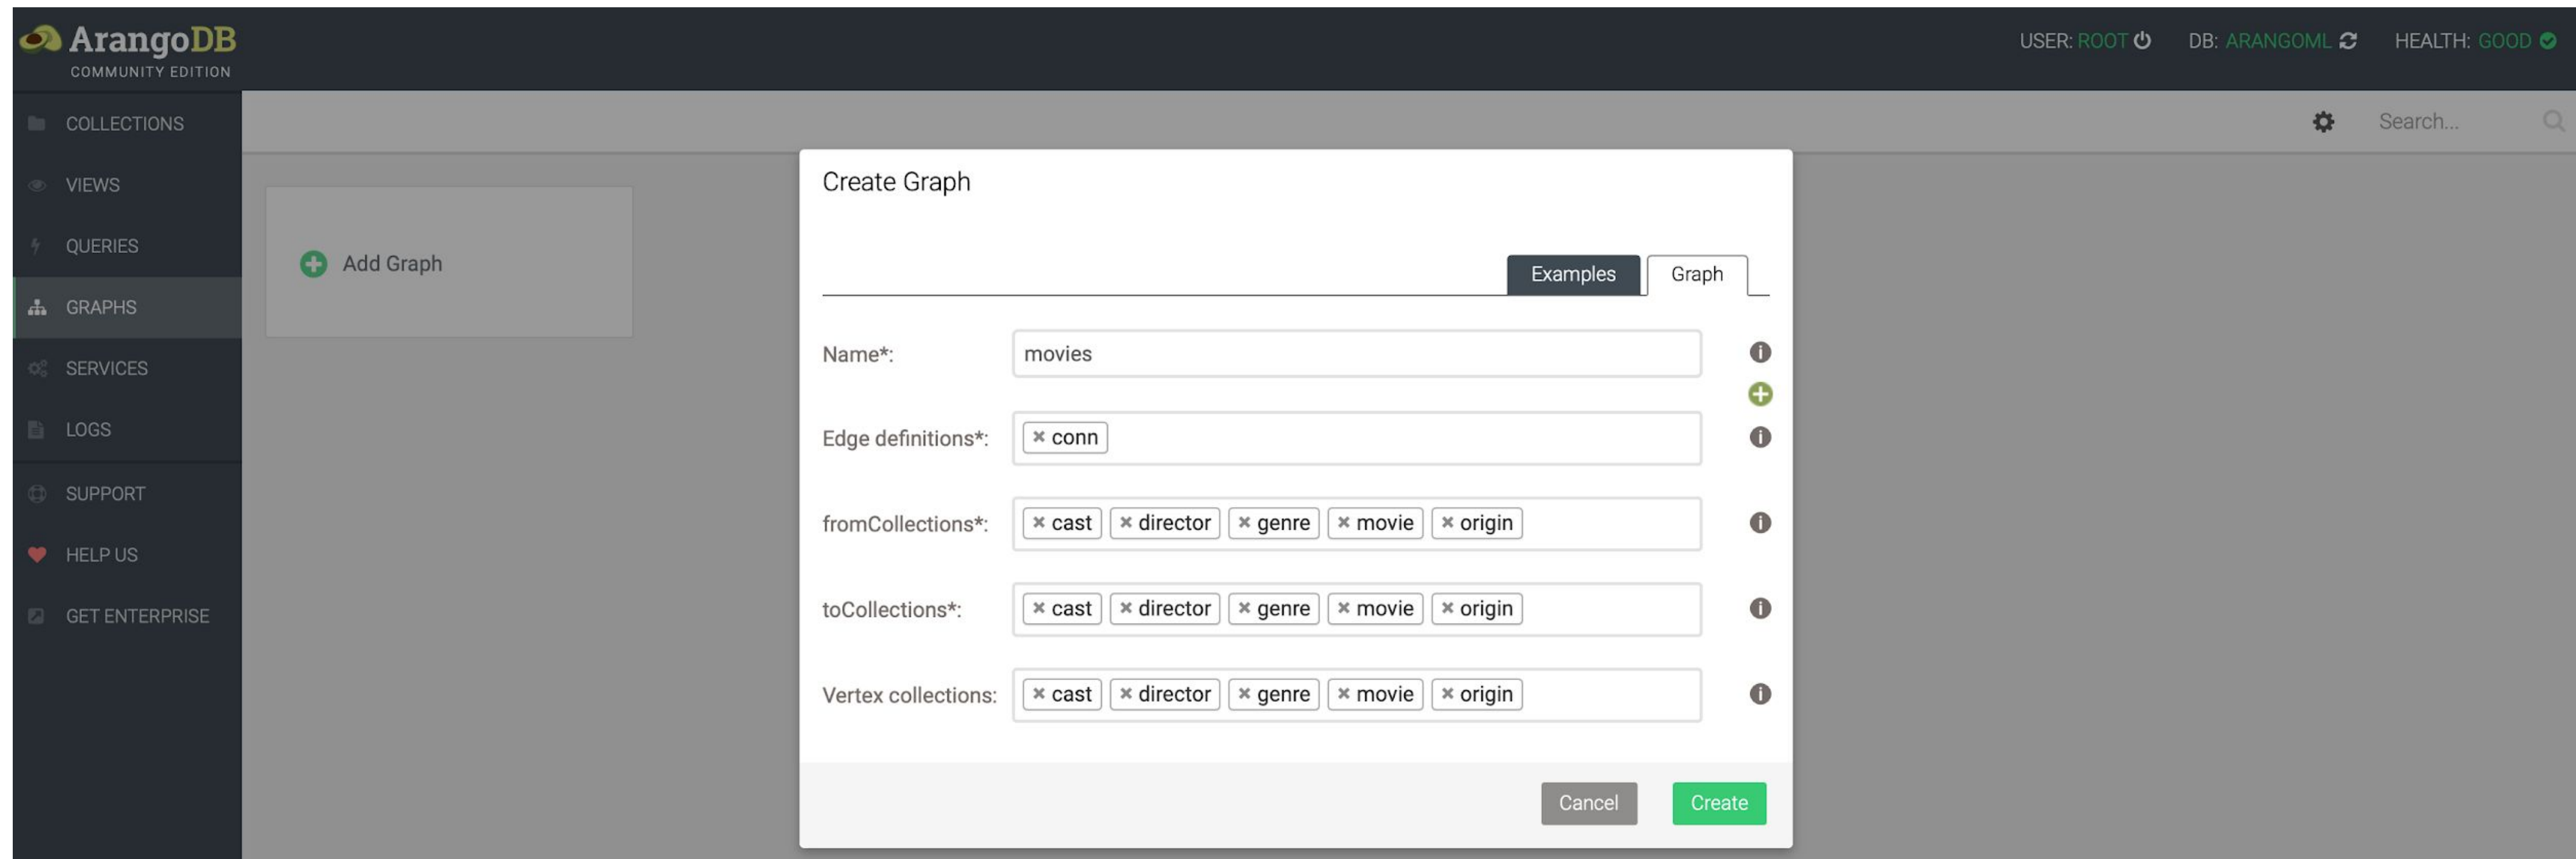 ArangoDB
COMMUNITY EDITION
USER: ROOT DB: ARANGOML HEALTH: GOOD
COLLECTIONS
VIEWS
QUERIES
GRAPHS
SERVICES
LOGS
SUPPORT
HELP US
GET ENTERPRISE
Search...
Add Graph
Create Graph
Examples Graph
Name*: movies
Edge definitions*: conn
fromCollections*: cast director genre movie origin
toCollections*: cast director genre movie origin
Vertex collections: cast director genre movie origin
Cancel Create